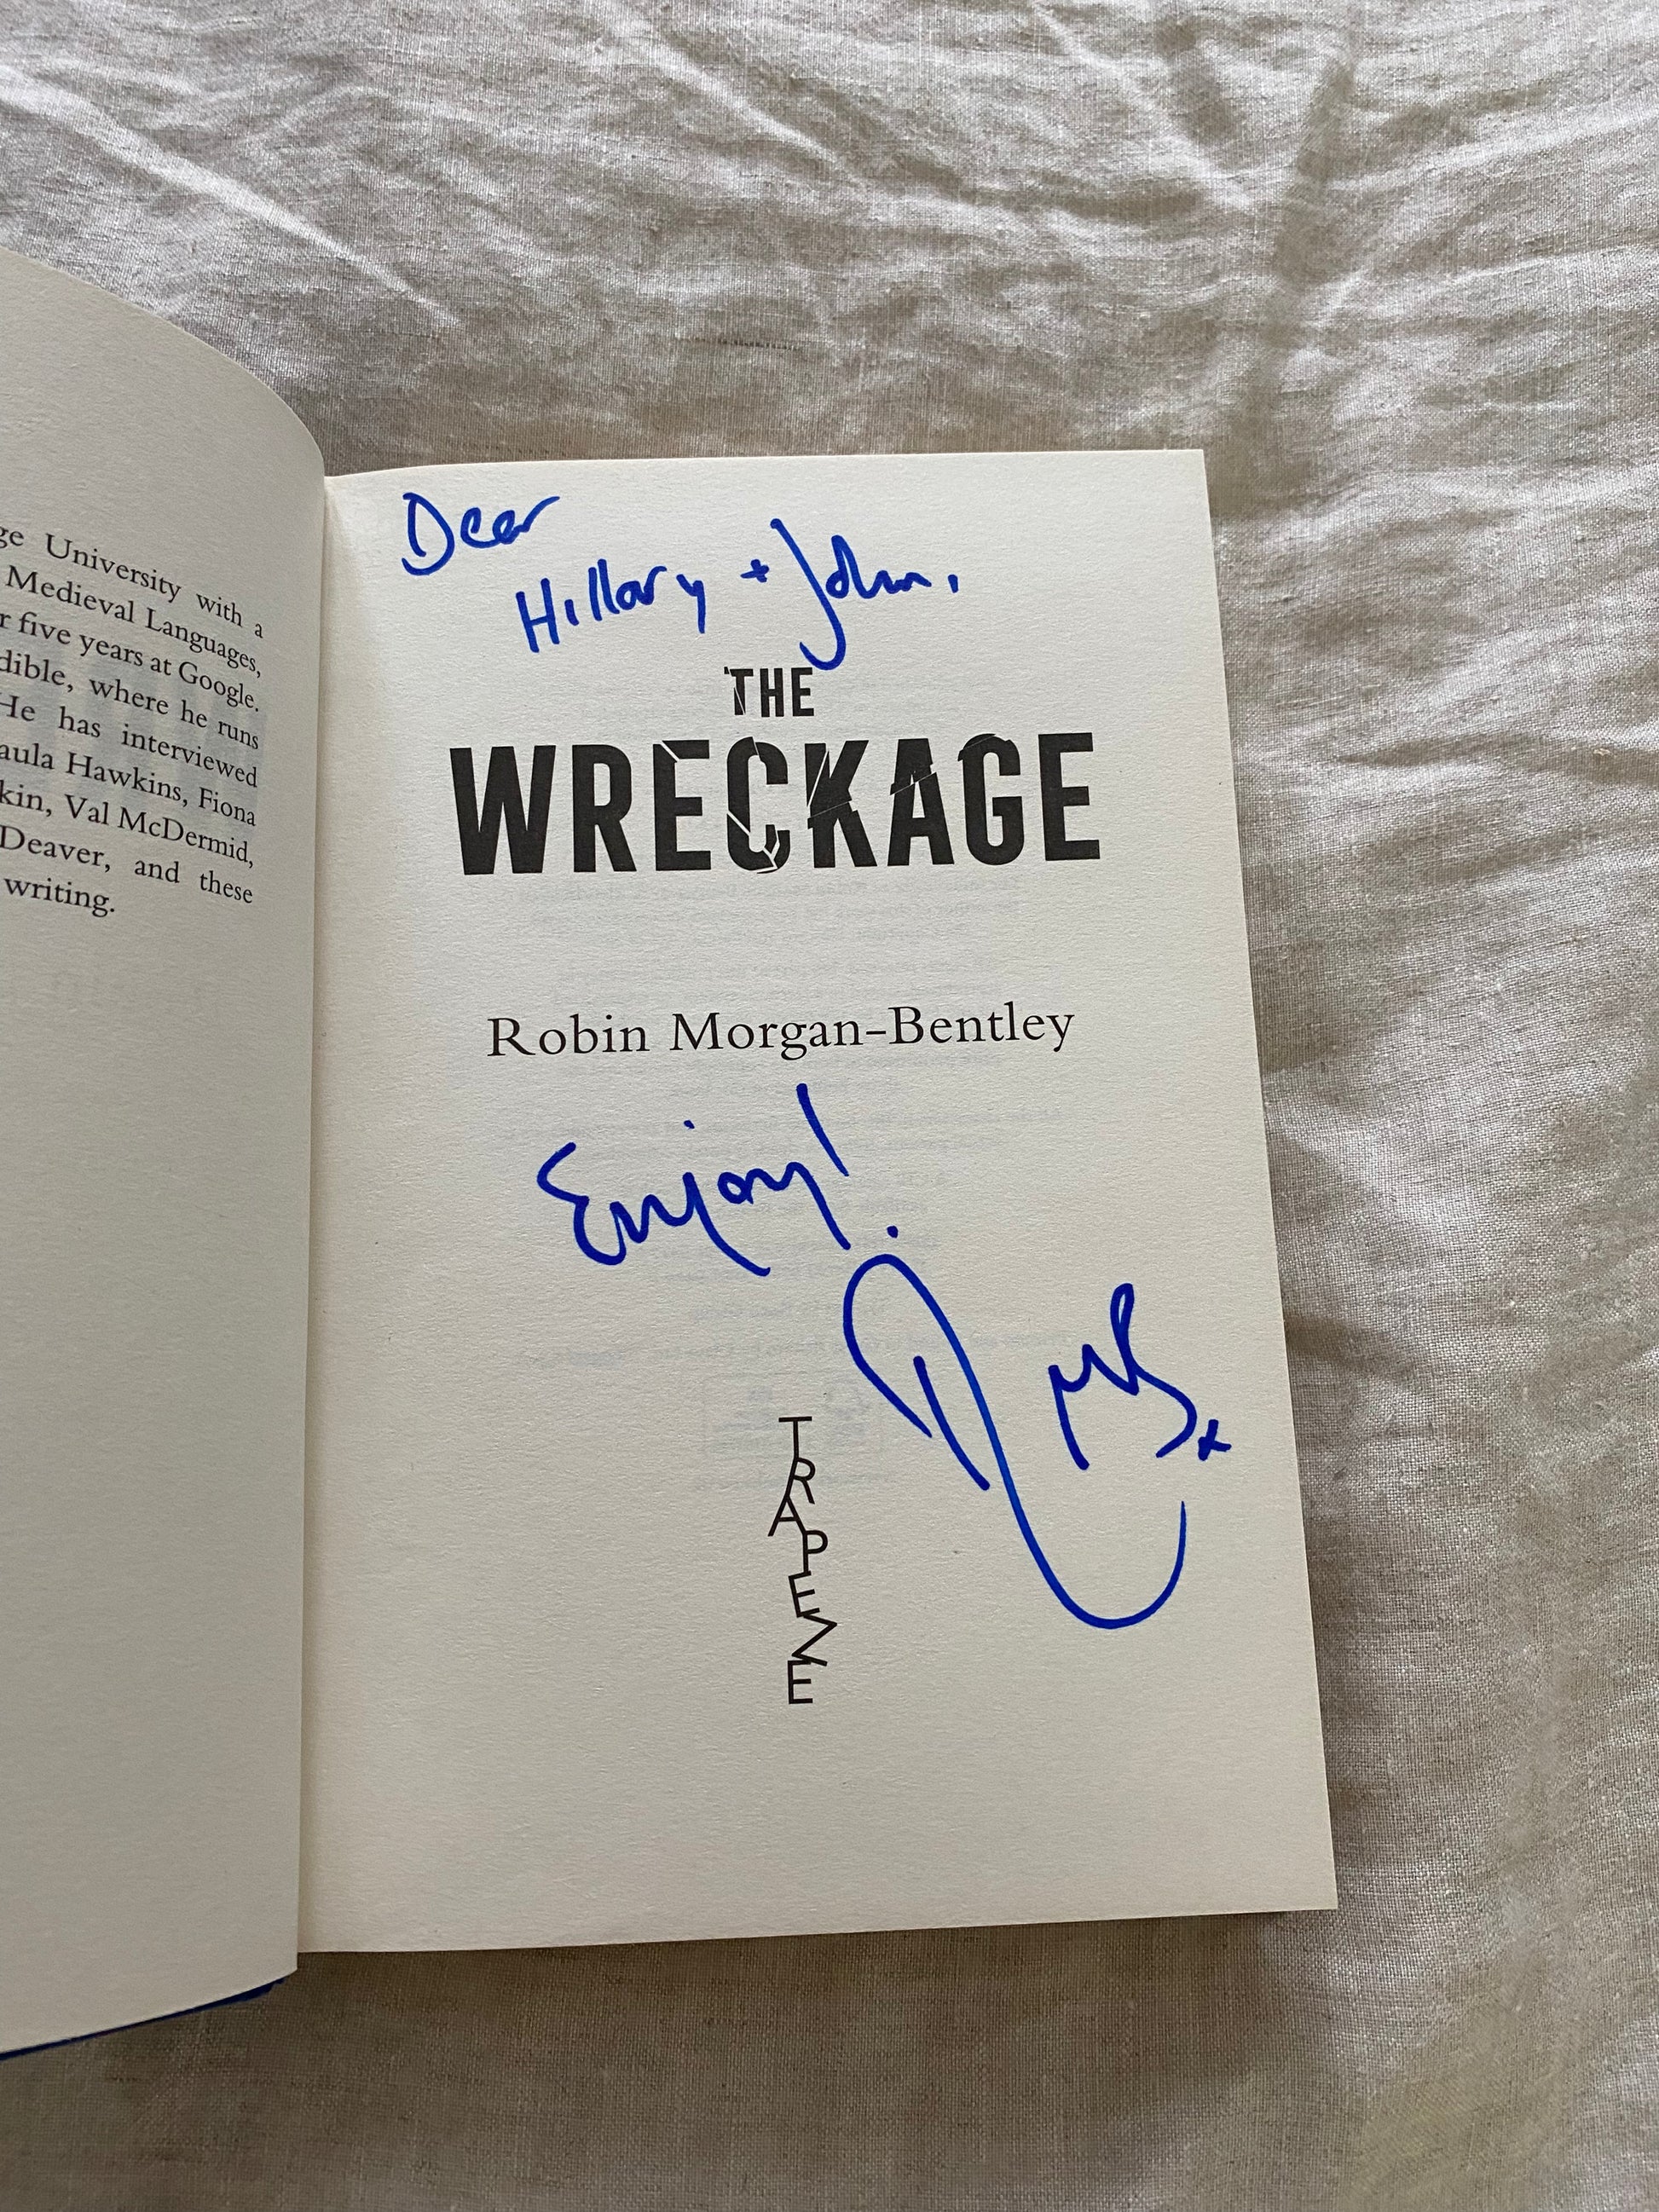 ge University with a
Medieval Languages,
r five years at Google.
dible, where he runs
He has interviewed
aula Hawkins, Fiona
kin, Val McDermid,
Deaver, and these
writing.
Dear
Hillary + John,
THE
WRECKAGE
Robin Morgan-Bentley
Enjoy!
RMB x
TRAPEZE